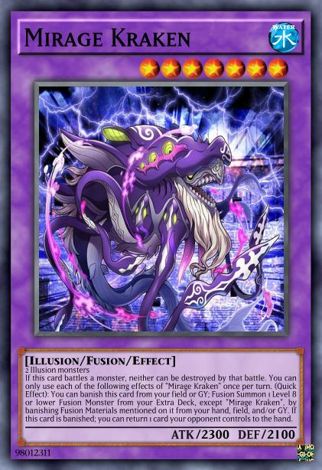 Mirage Kraken
WATER
水
[Illusion/Fusion/Effect]
2 Illusion monsters
If this card battles a monster, neither can be destroyed by that battle. You can
only use each of the following effects of "Mirage Kraken" once per turn. (Quick
Effect): You can banish this card from your field or GY; Fusion Summon 1 Level 8
or lower Fusion Monster from your Extra Deck, except "Mirage Kraken", by
banishing Fusion Materials mentioned on it from your hand, field, and/or GY. If
this card is banished; you can return 1 card your opponent controls to the hand.
ATK/2300 DEF/2100
98012311